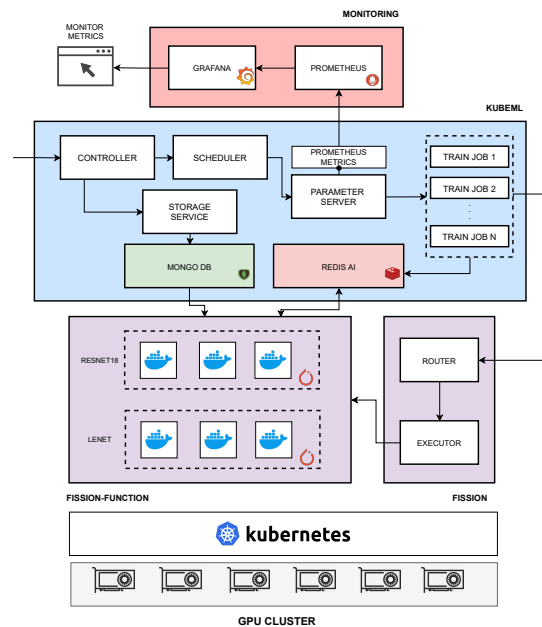 MONITORING
MONITOR
METRICS
GRAFANA
PROMETHEUS
KUBEML
CONTROLLER
SCHEDULER
PROMETHEUS
METRICS
PARAMETER
SERVER
TRAIN JOB 1
TRAIN JOB 2
TRAIN JOB N
STORAGE
SERVICE
MONGO DB
REDIS AI
RESNET18
LENET
ROUTER
EXECUTOR
FISSION-FUNCTION
FISSION
kubernetes
GPU CLUSTER